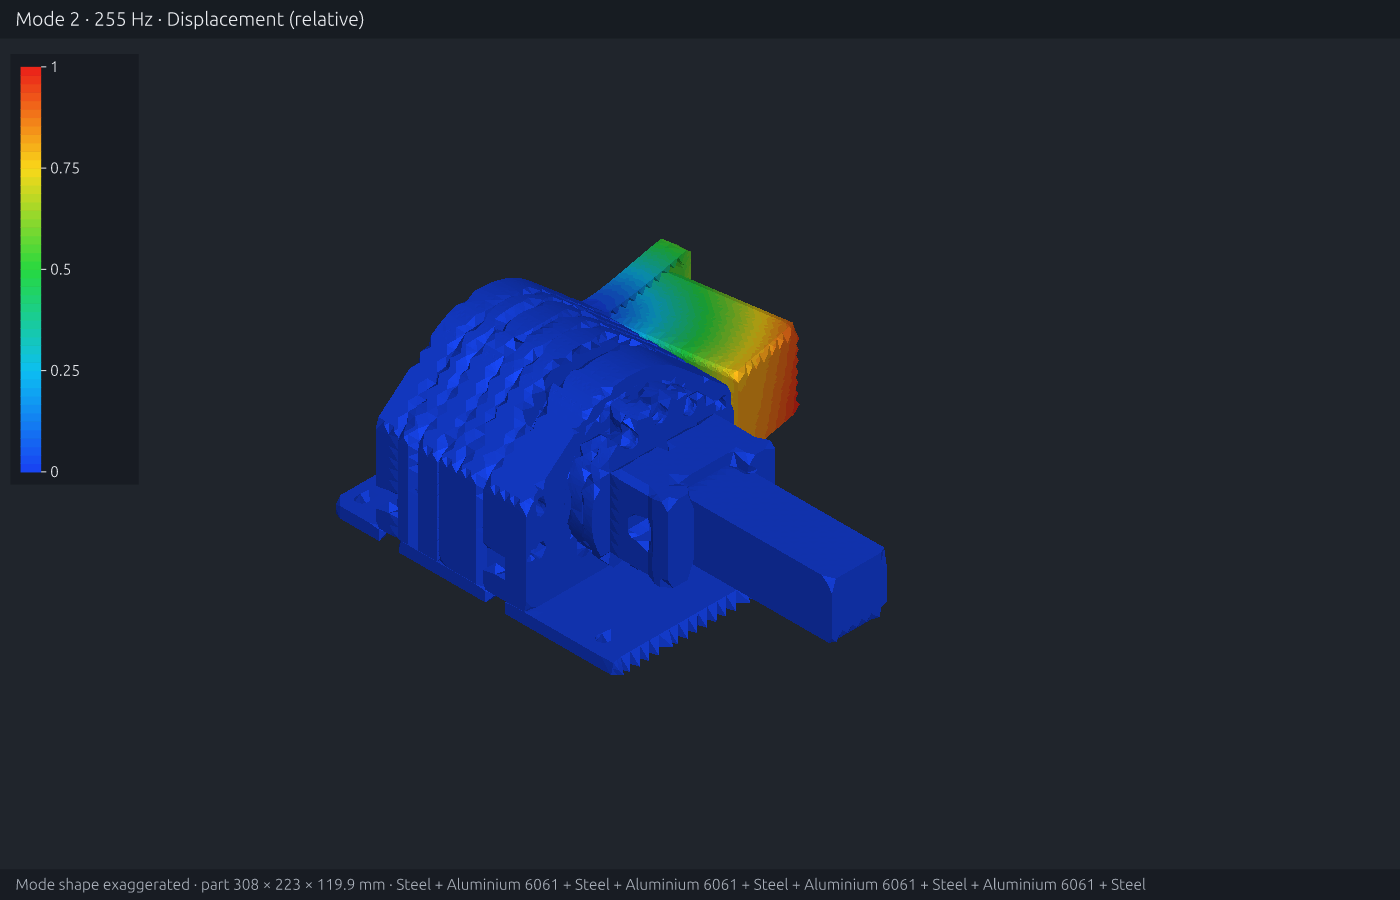 Mode 2 · 255 Hz · Displacement (relative)
1
0.75
0.5
0.25
0
Mode shape exaggerated · part 308 × 223 × 119.9 mm · Steel + Aluminium 6061 + Steel + Aluminium 6061 + Steel + Aluminium 6061 + Steel + Aluminium 6061 + Steel